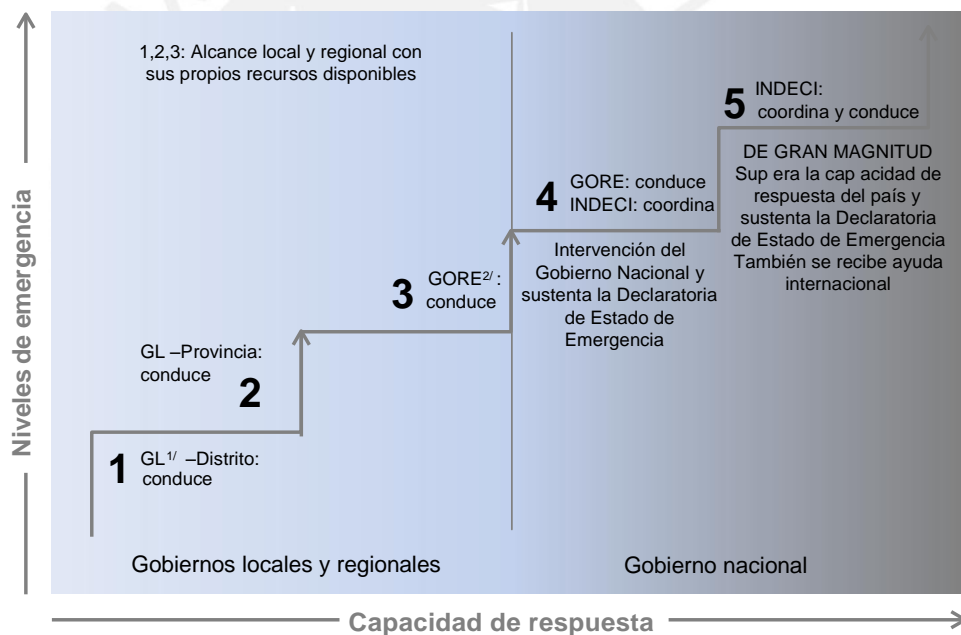 1,2,3: Alcance local y regional con
sus propios recursos disponibles
5
INDECI:
coordina y conduce
DE GRAN MAGNITUD
Sup era la cap acidad de
respuesta del país y
sustenta la Declaratoria
de Estado de Emergencia
También se recibe ayuda
internacional
4
GORE: conduce
INDECI: coordina
Intervención del
Gobierno Nacional y
sustenta la Declaratoria
de Estado de
Emergencia
3
GORE2/ :
conduce
GL –Provincia:
conduce
2
1
GL1/ –Distrito:
conduce
Gobiernos locales y regionales
Gobierno nacional
Niveles de emergencia
Capacidad de respuesta